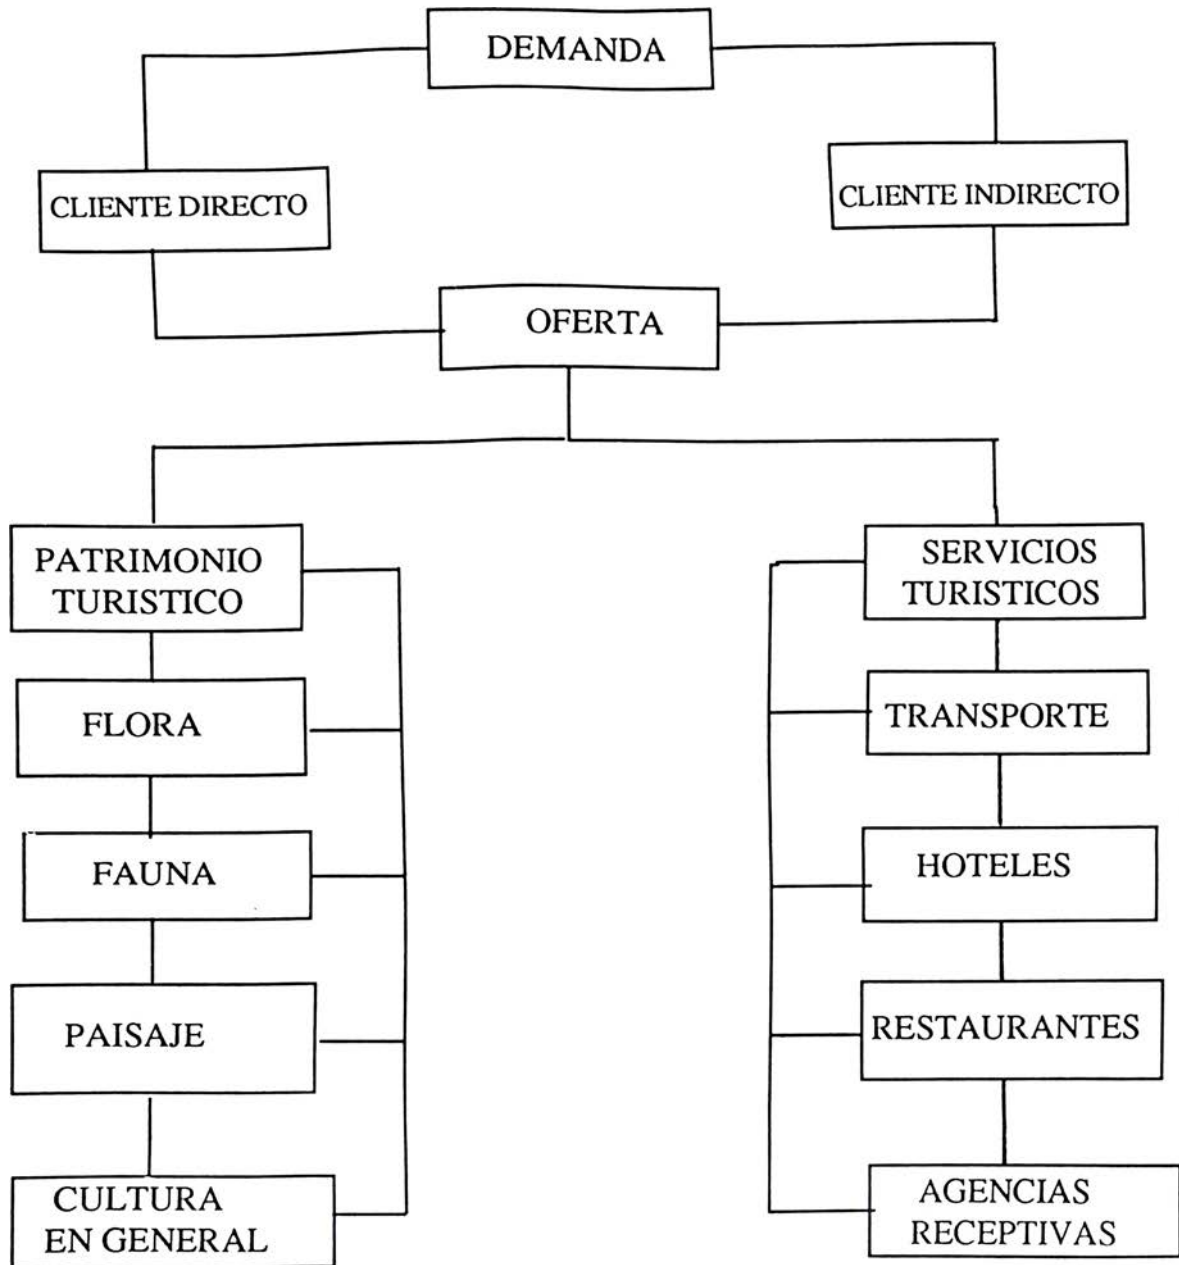 DEMANDA
CLIENTE DIRECTO
CLIENTE INDIRECTO
OFERTA
PATRIMONIO
TURISTICO
FLORA
FAUNA
PAISAJE
CULTURA
EN GENERAL
SERVICIOS
TURISTICOS
TRANSPORTE
HOTELES
RESTAURANTES
AGENCIAS
RECEPTIVAS